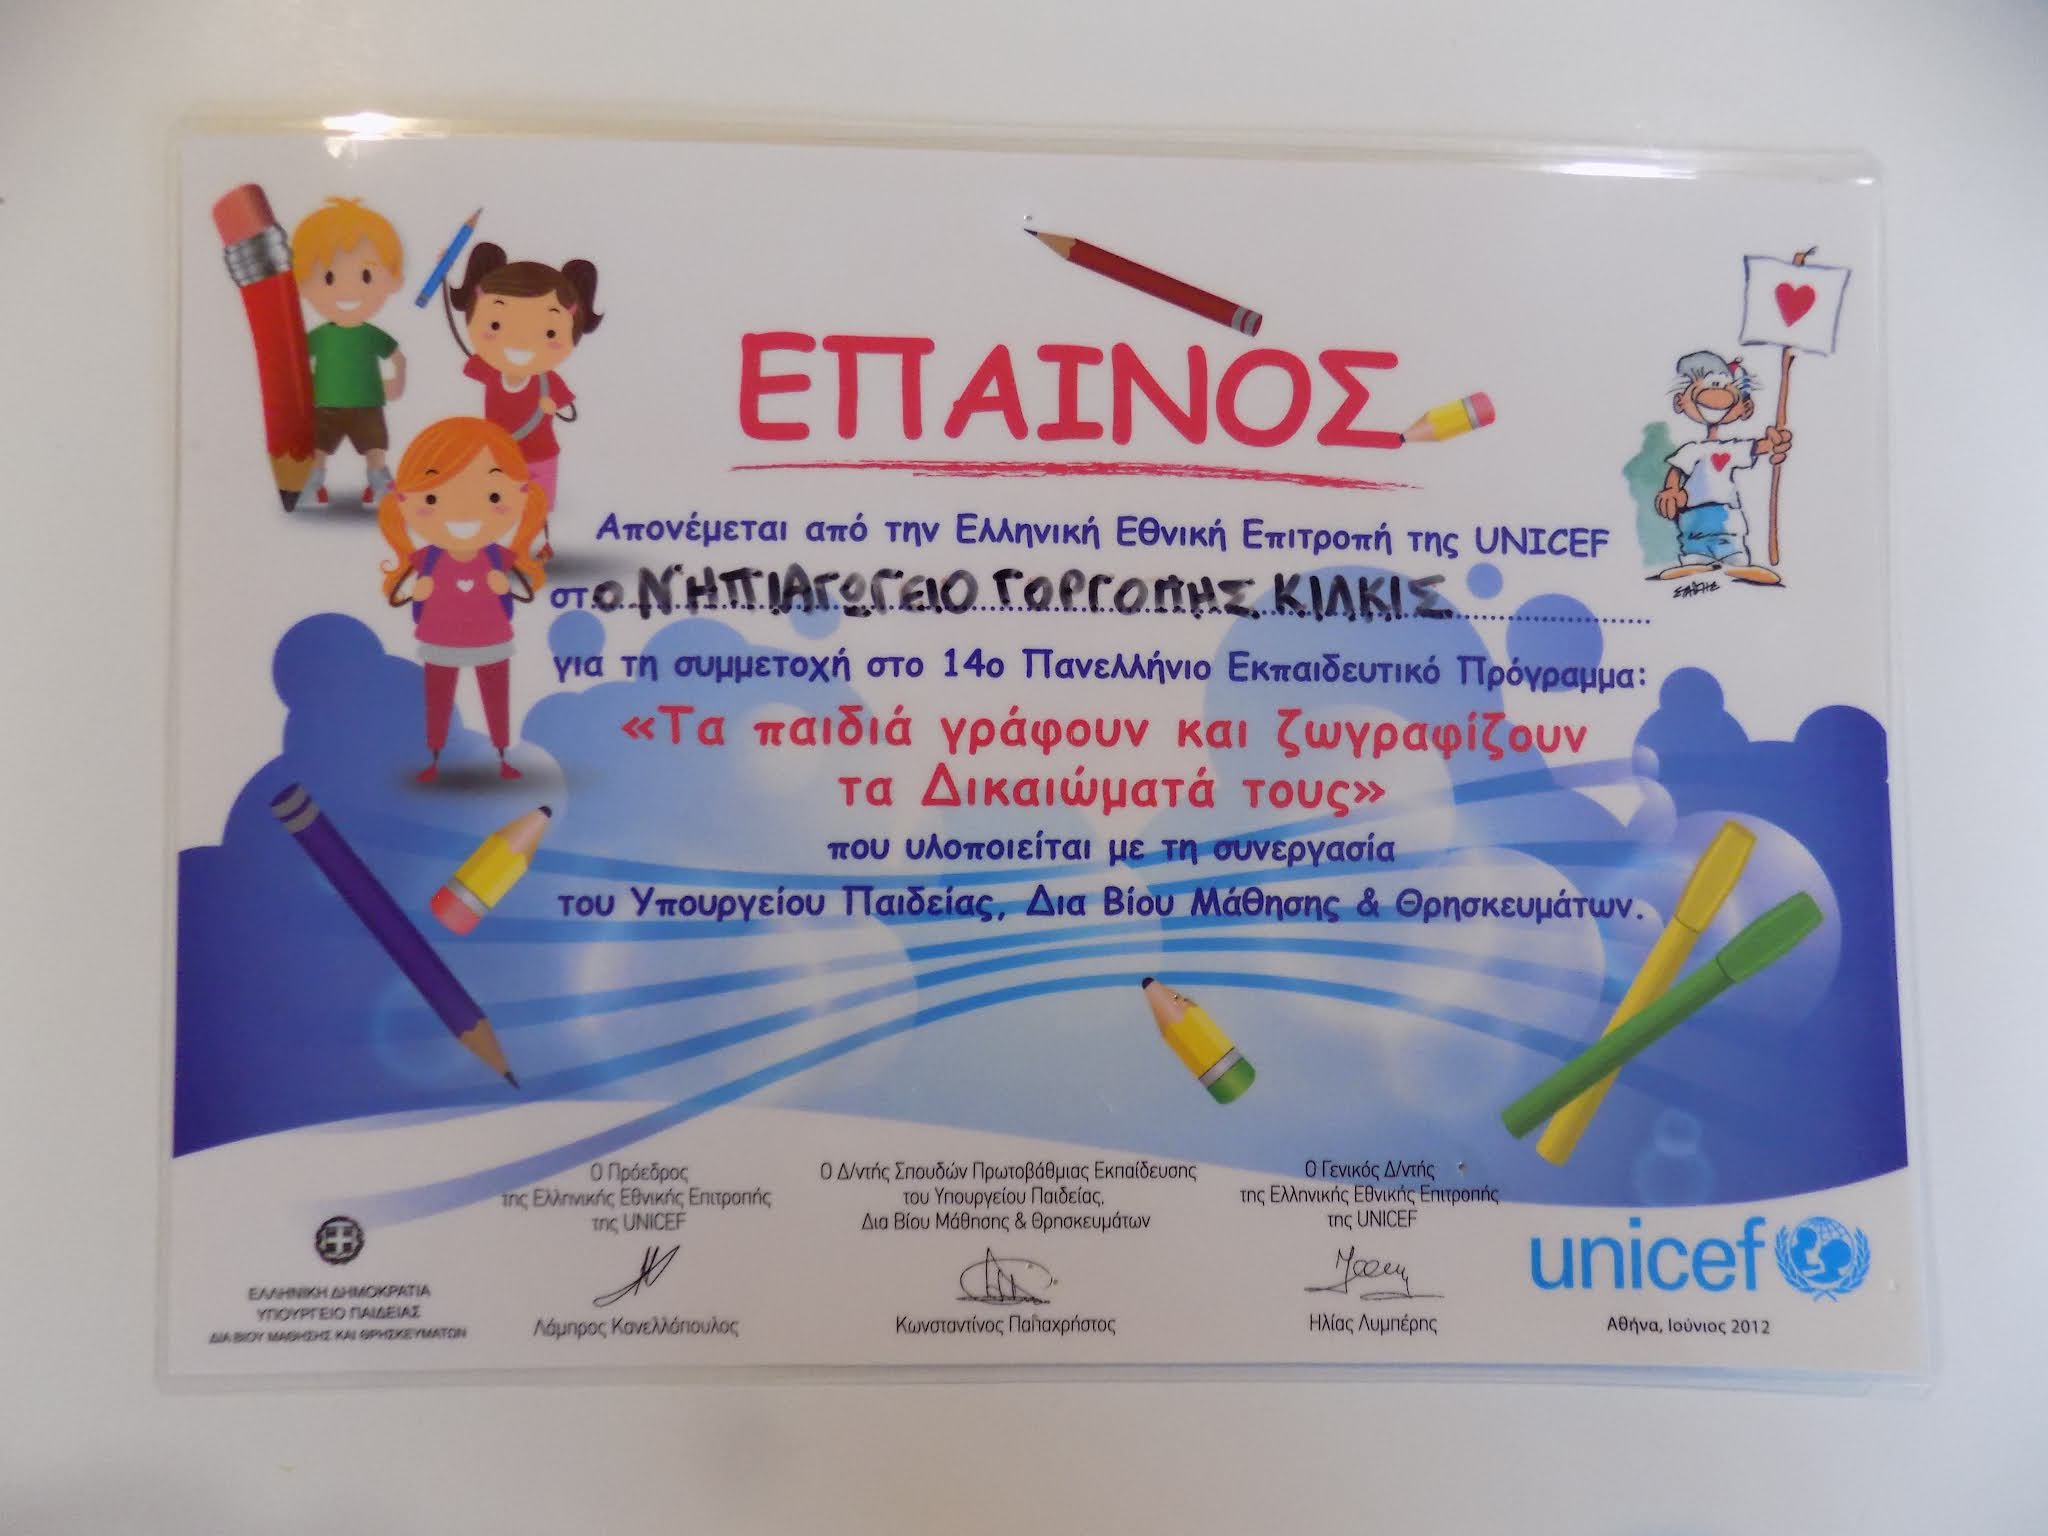 ΕΠΑΙΝΟΣ
Απονέμεται από την Ελληνική Εθνική Επιτροπή της UNICEF
στο ΝΗΠΙΑΓΩΓΕΙΟ ΓΟΡΓΟΠΗΣ ΚΙΛΚΙΣ
για τη συμμετοχή στο 14ο Πανελλήνιο Εκπαιδευτικό Πρόγραμμα:
«Τα παιδιά γράφουν και ζωγραφίζουν
τα Δικαιώματά τους»
που υλοποιείται με τη συνεργασία
του Υπουργείου Παιδείας, Δια Βίου Μάθησης & Θρησκευμάτων.
Ο Πρόεδρος
της Ελληνικής Εθνικής Επιτροπής
της UNICEF
Λάμπρος Κανελλόπουλος
Ο Δ/ντής Σπουδών Πρωτοβάθμιας Εκπαίδευσης
του Υπουργείου Παιδείας,
Δια Βίου Μάθησης & Θρησκευμάτων
Κωνσταντίνος Παπαχρήστος
Ο Γενικός Δ/ντής
της Ελληνικής Εθνικής Επιτροπής
της UNICEF
Ηλίας Λυμπέρης
ΕΛΛΗΝΙΚΗ ΔΗΜΟΚΡΑΤΙΑ
ΥΠΟΥΡΓΕΙΟ ΠΑΙΔΕΙΑΣ
ΔΙΑ ΒΙΟΥ ΜΑΘΗΣΗΣ ΚΑΙ ΘΡΗΣΚΕΥΜΑΤΩΝ
unicef
Αθήνα, Ιούνιος 2012